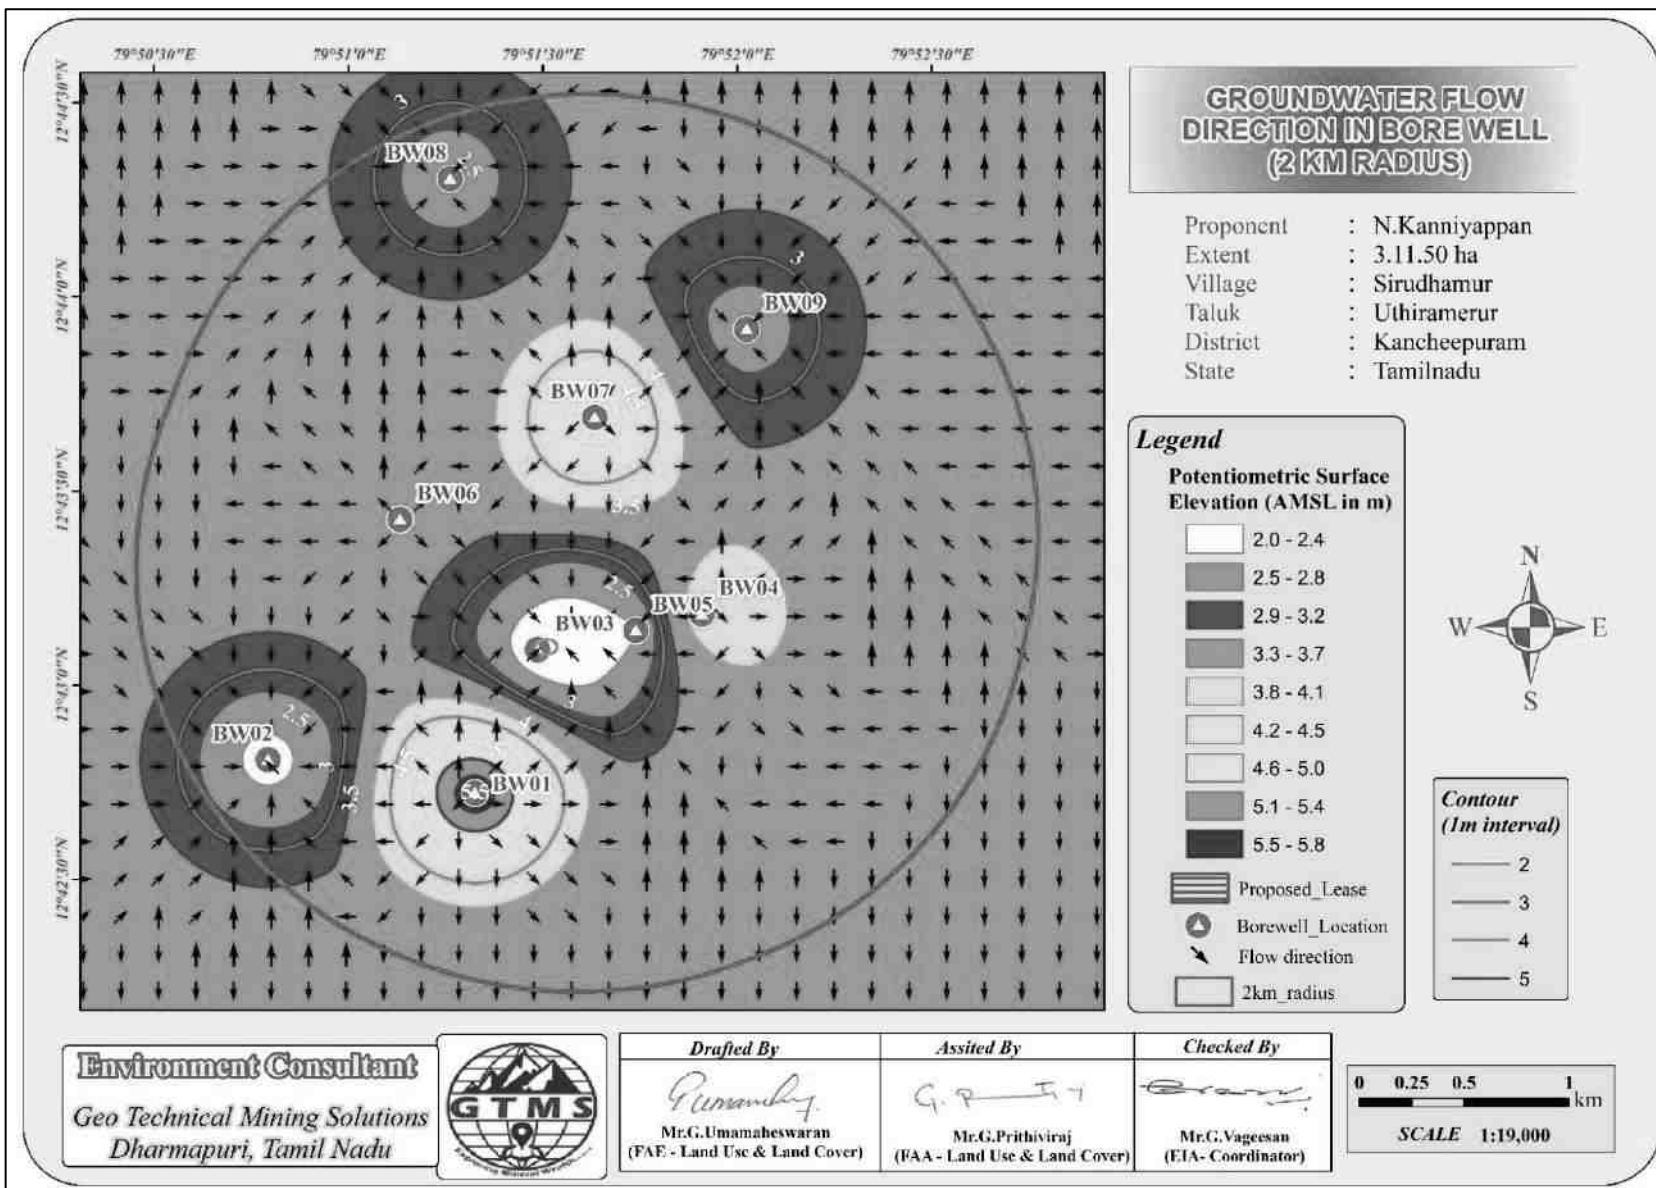 79°50'30"E
79°51'0"E
79°51'30"E
79°52'0"E
79°52'30"E
12°44'30"N
12°44'0"N
12°43'30"N
12°43'0"N
12°42'30"N
3
BW08
3
BW09
BW07
3.5
BW06
2.5
BW04
BW05
BW03
3
2.5
BW02
3
3.5
4
4.5
BW01
5.5
GROUNDWATER FLOW
DIRECTION IN BORE WELL
(2 KM RADIUS)
Proponent : N.Kanniyappan
Extent : 3.11.50 ha
Village : Sirudhamur
Taluk : Uthiramerur
District : Kancheepuram
State : Tamilnadu
Legend
Potentiometric Surface
Elevation (AMSL in m)
2.0 - 2.4
2.5 - 2.8
2.9 - 3.2
3.3 - 3.7
3.8 - 4.1
4.2 - 4.5
4.6 - 5.0
5.1 - 5.4
5.5 - 5.8
Proposed_Lease
Borewell_Location
Flow direction
2km_radius
N
W E
S
Contour
(1m interval)
2
3
4
5
Environment Consultant
Geo Technical Mining Solutions
Dharmapuri, Tamil Nadu
GTMS
Drafted By
Mr.G.Umamaheswaran
(FAE - Land Use & Land Cover)
Assited By
Mr.G.Prithiviraj
(FAA - Land Use & Land Cover)
Checked By
Mr.G.Vageesan
(EIA- Coordinator)
0 0.25 0.5 1
km
SCALE 1:19,000